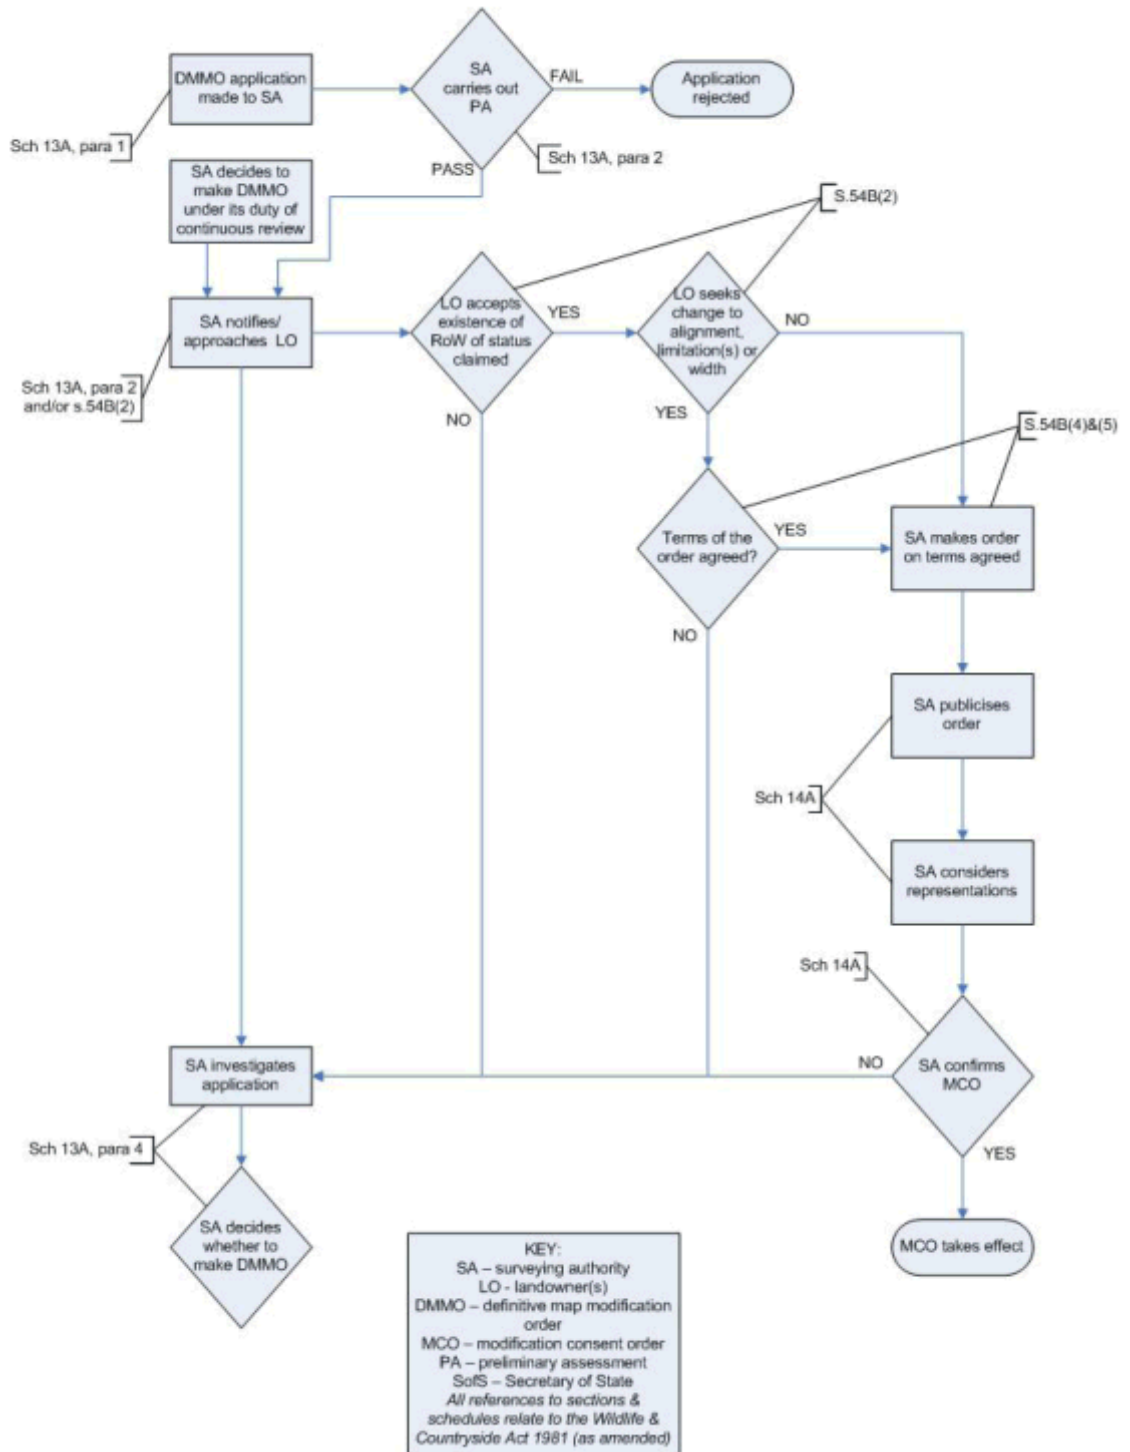 DMMO application
made to SA
SA
carries out
PA
FAIL
Application
rejected
Sch 13A, para 1
PASS
Sch 13A, para 2
SA decides to
make DMMO
under its duty of
continuous review
S.54B(2)
SA notifies/
approaches LO
LO accepts
existence of
RoW of status
claimed
YES
LO seeks
change to
alignment,
limitation(s) or
width
NO
Sch 13A, para 2
and/or s.54B(2)
NO
YES
S.54B(4)&(5)
Terms of the
order agreed?
YES
SA makes order
on terms agreed
NO
SA publicises
order
Sch 14A
SA considers
representations
Sch 14A
SA investigates
application
NO
SA confirms
MCO
Sch 13A, para 4
YES
SA decides
whether to
make DMMO
MCO takes effect
KEY:
SA – surveying authority
LO - landowner(s)
DMMO – definitive map modification
order
MCO – modification consent order
PA – preliminary assessment
SofS – Secretary of State
All references to sections &
schedules relate to the Wildlife &
Countryside Act 1981 (as amended)